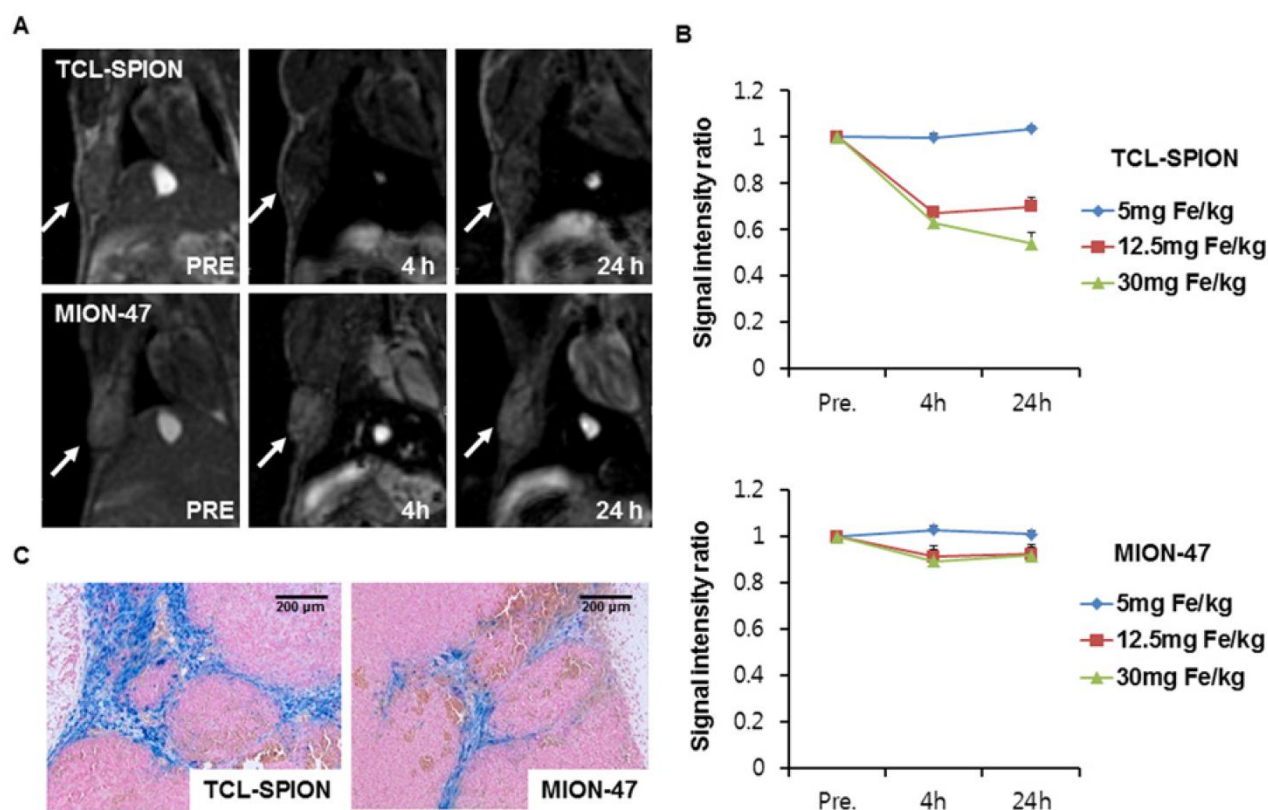 A
TCL-SPION
PRE
4 h
24 h
MION-47
PRE
4h
24 h
B
Signal intensity ratio
1.2
1
0.8
0.6
0.4
0.2
0
Pre.
4h
24h
TCL-SPION
5mg Fe/kg
12.5mg Fe/kg
30mg Fe/kg
Signal intensity ratio
1.2
1
0.8
0.6
0.4
0.2
0
Pre.
4h
24h
MION-47
5mg Fe/kg
12.5mg Fe/kg
30mg Fe/kg
C
200 µm
TCL-SPION
200 µm
MION-47